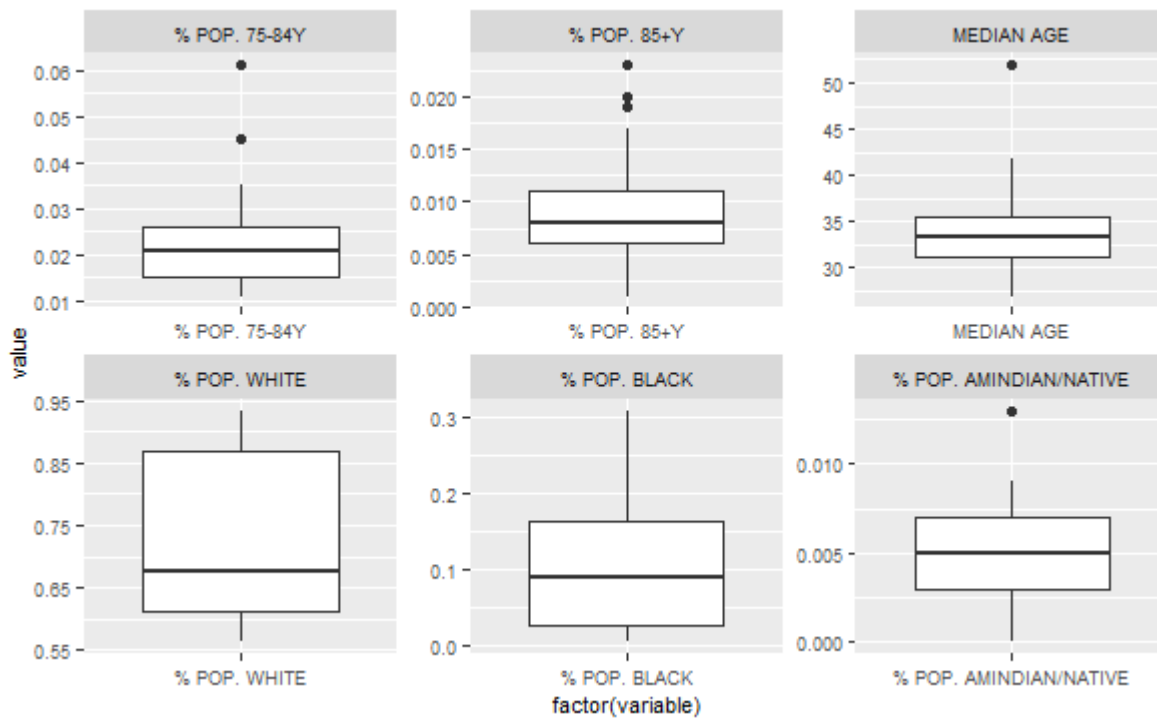 % POP. 75-84Y
% POP. 85+Y
MEDIAN AGE
0.06
0.05
0.04
0.03
0.02
0.01
0.020
0.015
0.010
0.005
0.000
50
45
40
35
30
% POP. 75-84Y
% POP. 85+Y
MEDIAN AGE
value
% POP. WHITE
% POP. BLACK
% POP. AMINDIAN/NATIVE
0.95
0.85
0.75
0.65
0.55
0.3
0.2
0.1
0.0
0.010
0.005
0.000
% POP. WHITE
% POP. BLACK
% POP. AMINDIAN/NATIVE
factor(variable)